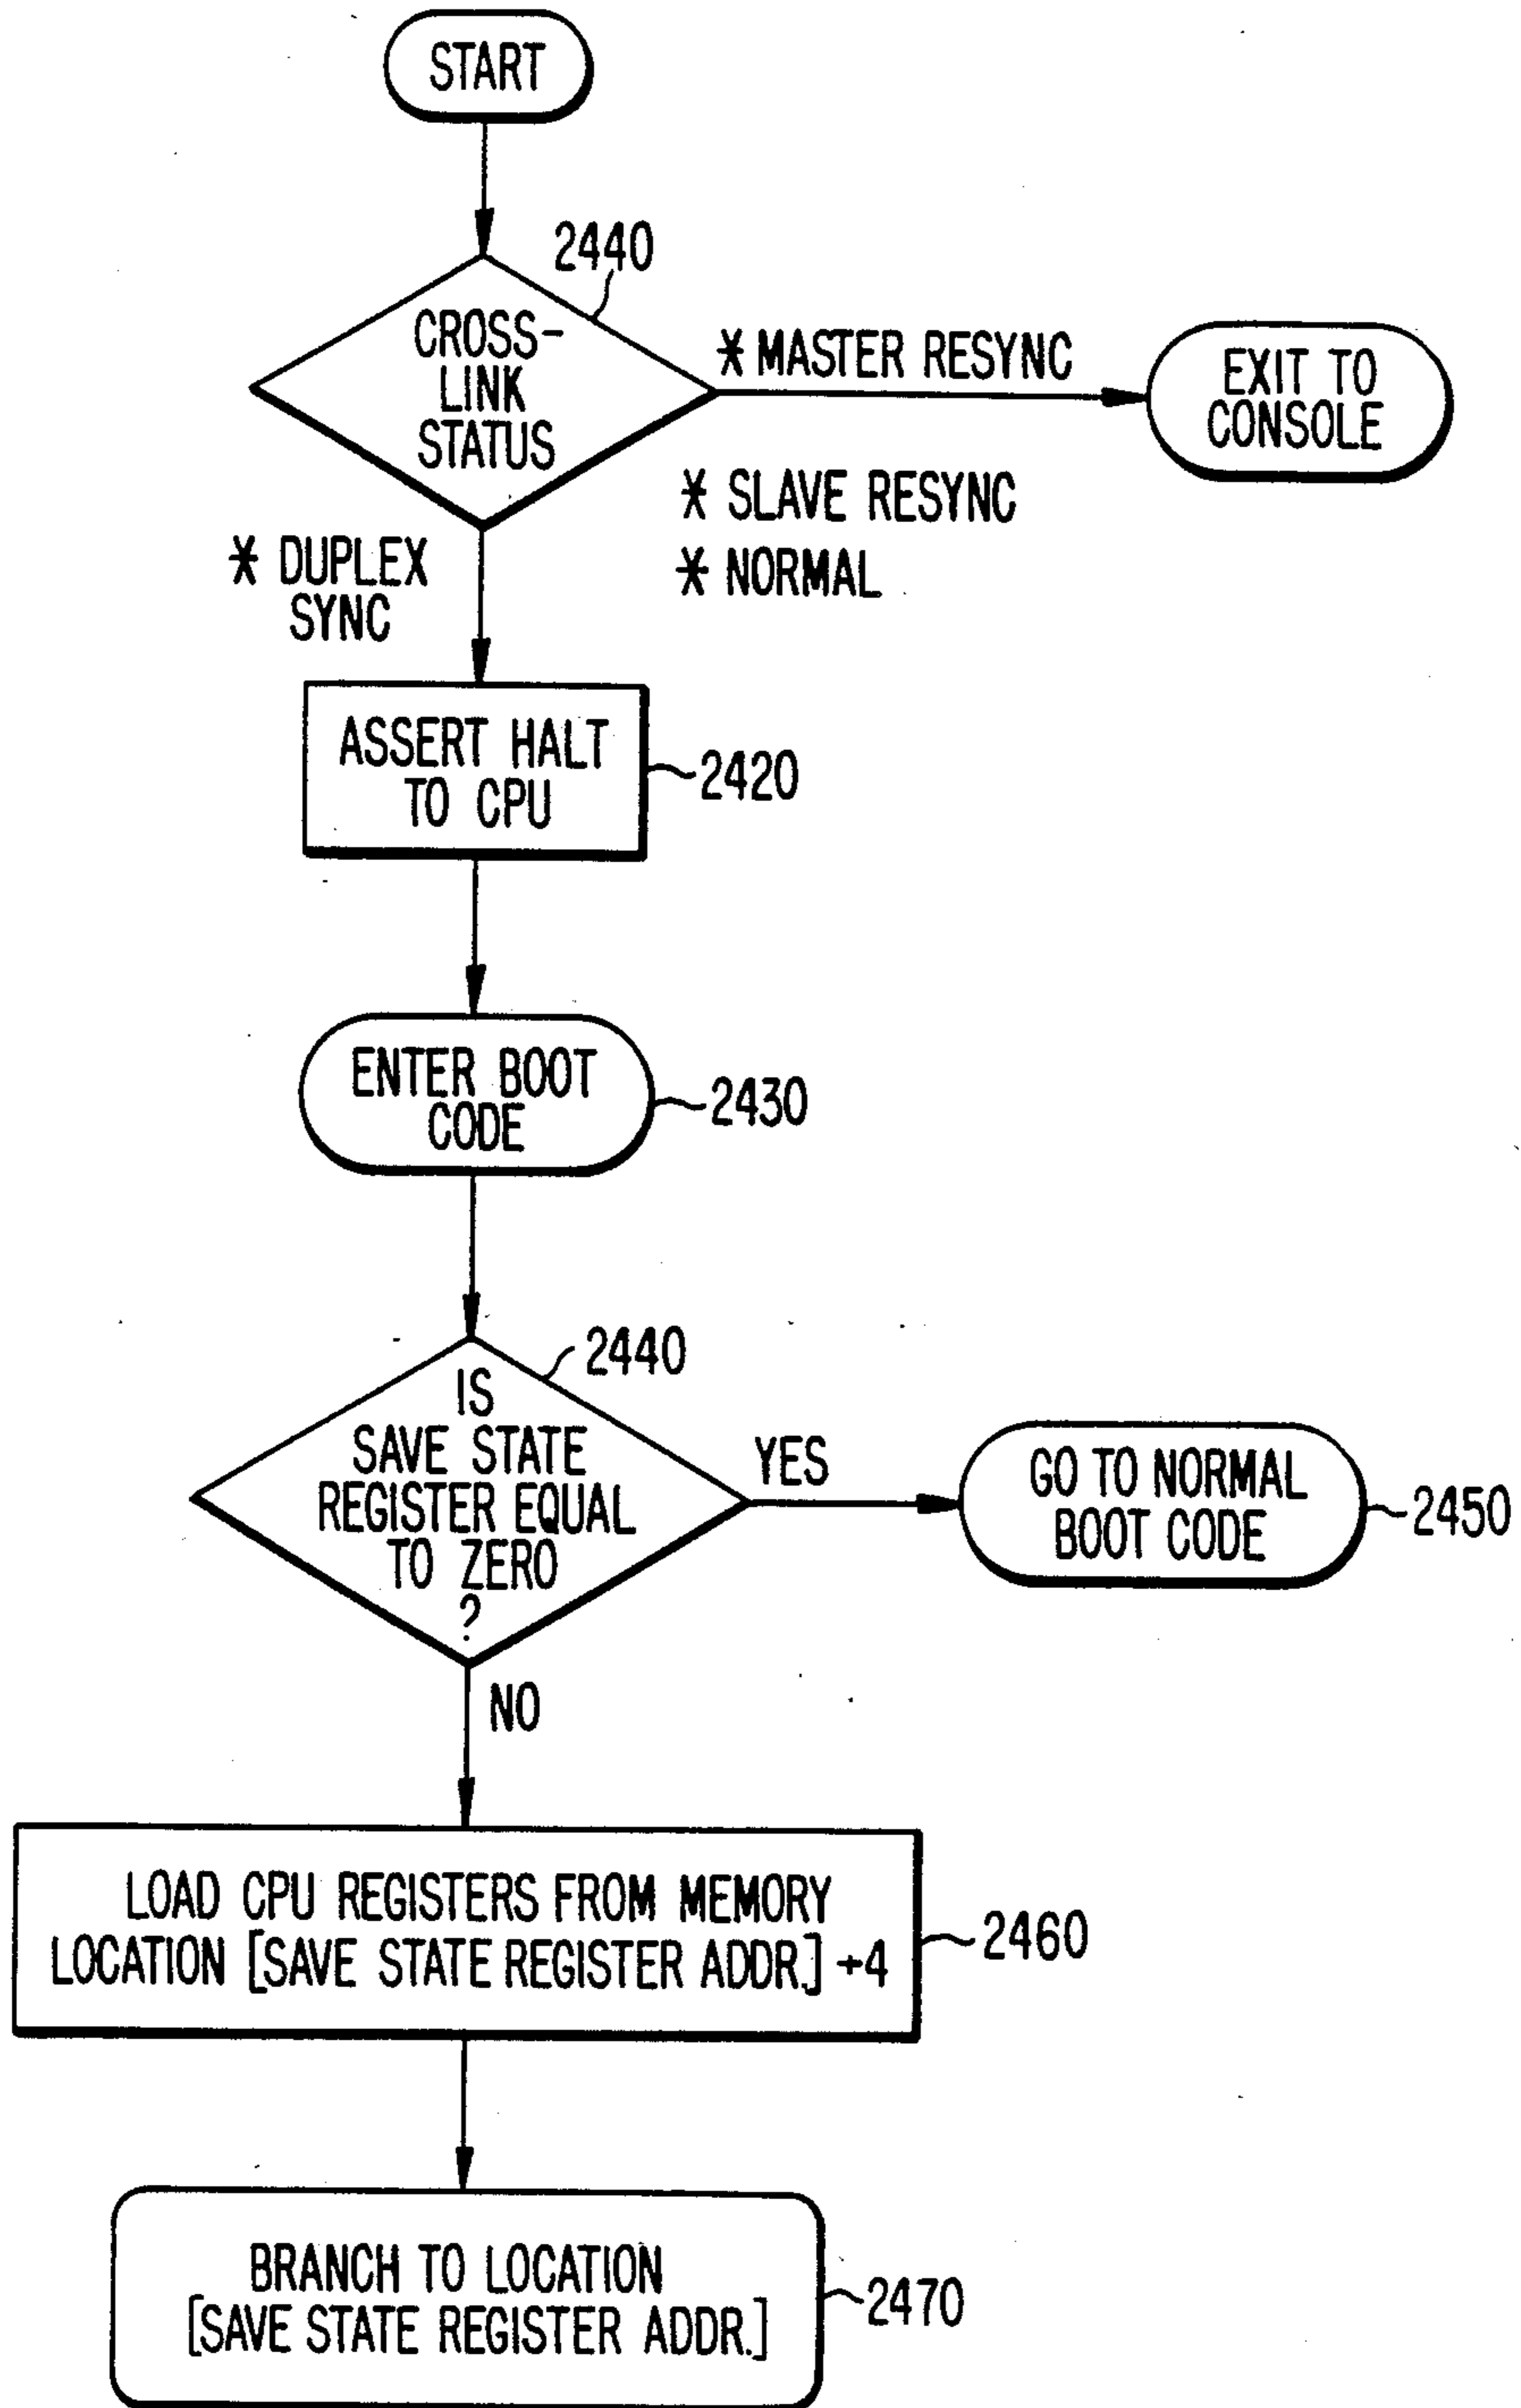 START
2440
CROSS-
LINK
STATUS
* MASTER RESYNC
EXIT TO
CONSOLE
* SLAVE RESYNC
* NORMAL
* DUPLEX
SYNC
ASSERT HALT
TO CPU
2420
ENTER BOOT
CODE
2430
2440
IS
SAVE STATE
REGISTER EQUAL
TO ZERO
?
YES
GO TO NORMAL
BOOT CODE
2450
NO
LOAD CPU REGISTERS FROM MEMORY
LOCATION [SAVE STATE REGISTER ADDR.] +4
2460
BRANCH TO LOCATION
[SAVE STATE REGISTER ADDR.]
2470